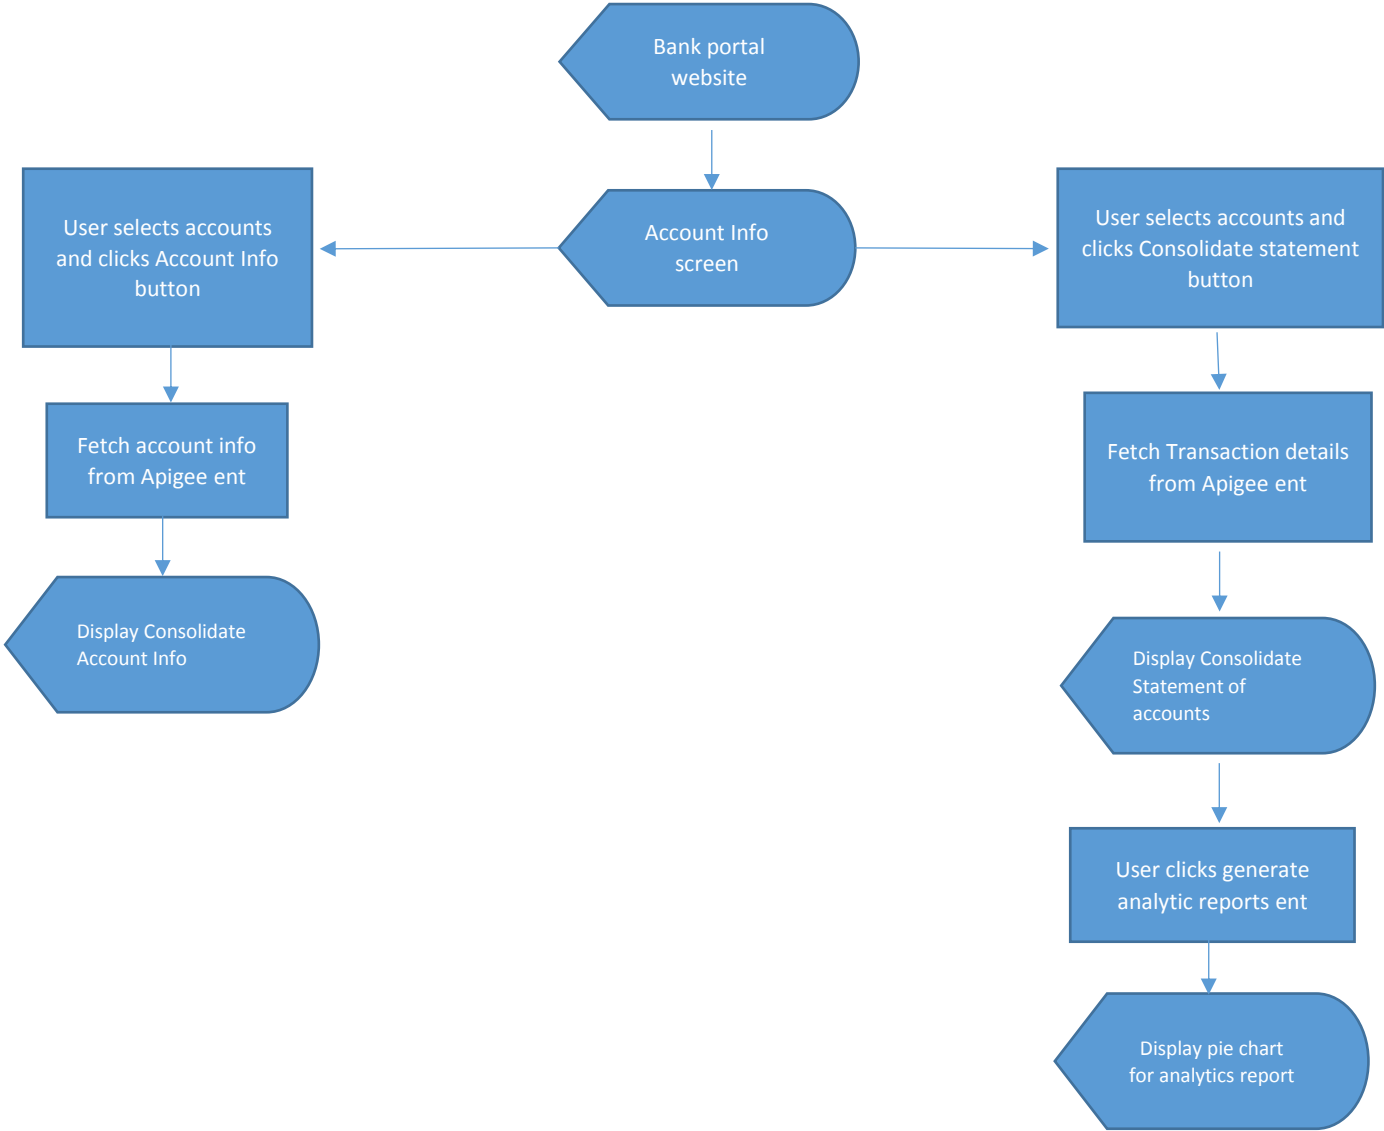 Bank portal
website
Account Info
screen
User selects accounts
and clicks Account Info
button
Fetch account info
from Apigee ent
Display Consolidate
Account Info
User selects accounts and
clicks Consolidate statement
button
Fetch Transaction details
from Apigee ent
Display Consolidate
Statement of
accounts
User clicks generate
analytic reports ent
Display pie chart
for analytics report